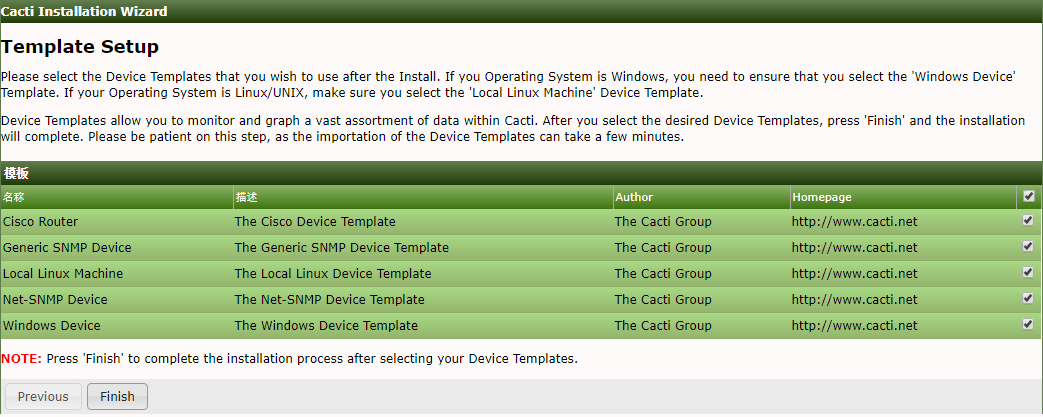 Cacti Installation Wizard
Template Setup
Please select the Device Templates that you wish to use after the Install. If you Operating System is Windows, you need to ensure that you select the 'Windows Device'
Template. If your Operating System is Linux/UNIX, make sure you select the 'Local Linux Machine' Device Template.
Device Templates allow you to monitor and graph a vast assortment of data within Cacti. After you select the desired Device Templates, press 'Finish' and the installation
will complete. Please be patient on this step, as the importation of the Device Templates can take a few minutes.
模板
名称 描述 Author Homepage
Cisco Router The Cisco Device Template The Cacti Group http://www.cacti.net
Generic SNMP Device The Generic SNMP Device Template The Cacti Group http://www.cacti.net
Local Linux Machine The Local Linux Device Template The Cacti Group http://www.cacti.net
Net-SNMP Device The Net-SNMP Device Template The Cacti Group http://www.cacti.net
Windows Device The Windows Device Template The Cacti Group http://www.cacti.net
NOTE: Press 'Finish' to complete the installation process after selecting your Device Templates.
Previous Finish